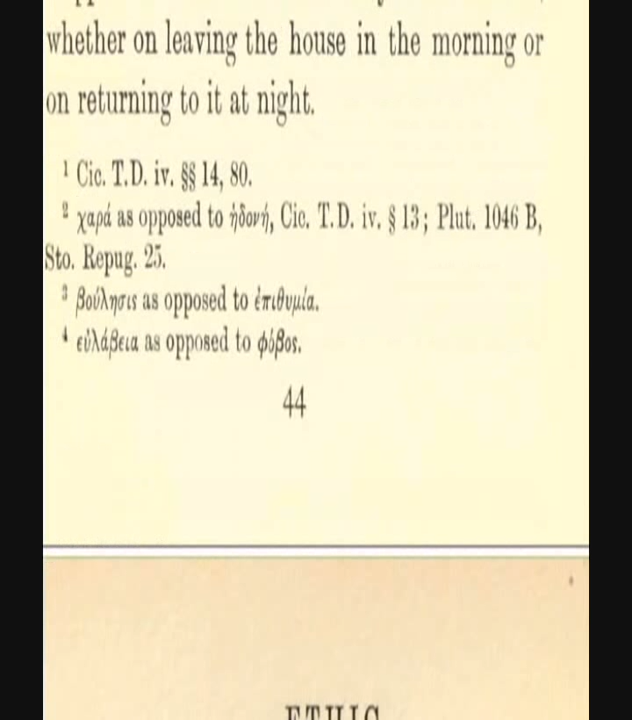 whether on leaving the house in the morning or
on returning to it at night.
¹ Cic. T.D. iv. §§ 14, 80.
² χαρά as opposed to ἡδονή, Cic. T.D. iv. § 13; Plut. 1046 B,
Sto. Repug. 25.
³ βούλησις as opposed to ἐπιθυμία.
⁴ εὐλάβεια as opposed to φόβος.
44